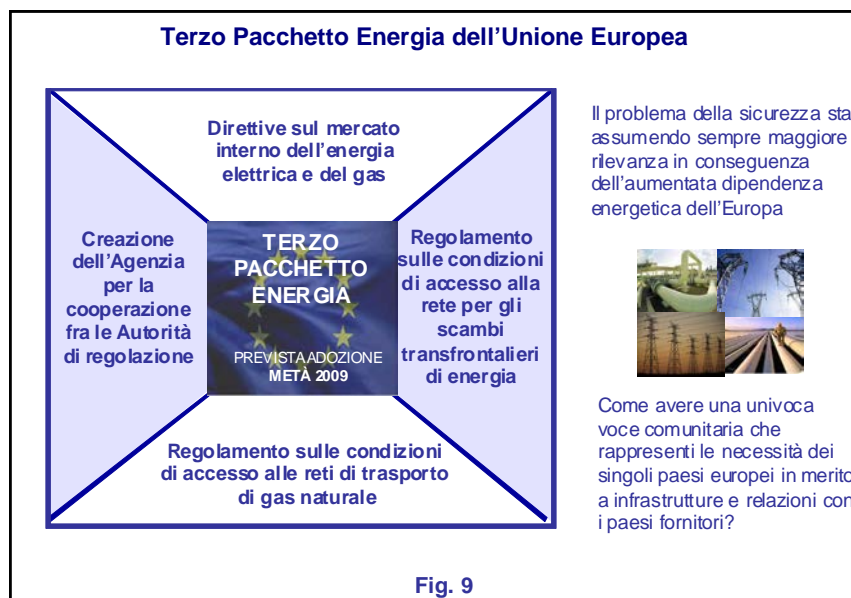 Terzo Pacchetto Energia dell'Unione Europea
Direttive sul mercato
interno dell'energia
elettrica e del gas
Creazione
dell'Agenzia
per la
cooperazione
fra le Autorità
di regolazione
TERZO
PACCHETTO
ENERGIA
PREVISTA ADOZIONE
METÀ 2009
Regolamento
sulle condizioni
di accesso alla
rete per gli
scambi
transfrontalieri
di energia
Regolamento sulle condizioni
di accesso alle reti di trasporto
di gas naturale
Il problema della sicurezza sta
assumendo sempre maggiore
rilevanza in conseguenza
dell'aumentata dipendenza
energetica dell'Europa
Come avere una univoca
voce comunitaria che
rappresenti le necessità dei
singoli paesi europei in merito
a infrastrutture e relazioni con
i paesi fornitori?
Fig. 9